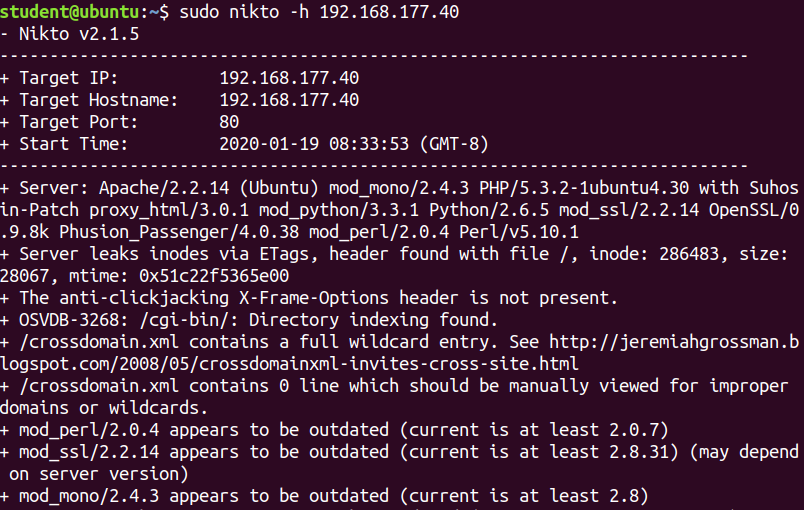 student@ubuntu:~$ sudo nikto -h 192.168.177.40
- Nikto v2.1.5
---------------------------------------------------------------------------
+ Target IP:          192.168.177.40
+ Target Hostname:    192.168.177.40
+ Target Port:        80
+ Start Time:         2020-01-19 08:33:53 (GMT-8)
---------------------------------------------------------------------------
+ Server: Apache/2.2.14 (Ubuntu) mod_mono/2.4.3 PHP/5.3.2-1ubuntu4.30 with Suhos
in-Patch proxy_html/3.0.1 mod_python/3.3.1 Python/2.6.5 mod_ssl/2.2.14 OpenSSL/0
.9.8k Phusion_Passenger/4.0.38 mod_perl/2.0.4 Perl/v5.10.1
+ Server leaks inodes via ETags, header found with file /, inode: 286483, size:
28067, mtime: 0x51c22f5365e00
+ The anti-clickjacking X-Frame-Options header is not present.
+ OSVDB-3268: /cgi-bin/: Directory indexing found.
+ /crossdomain.xml contains a full wildcard entry. See http://jeremiahgrossman.b
logspot.com/2008/05/crossdomainxml-invites-cross-site.html
+ /crossdomain.xml contains 0 line which should be manually viewed for improper
domains or wildcards.
+ mod_perl/2.0.4 appears to be outdated (current is at least 2.0.7)
+ mod_ssl/2.2.14 appears to be outdated (current is at least 2.8.31) (may depend
 on server version)
+ mod_mono/2.4.3 appears to be outdated (current is at least 2.8)